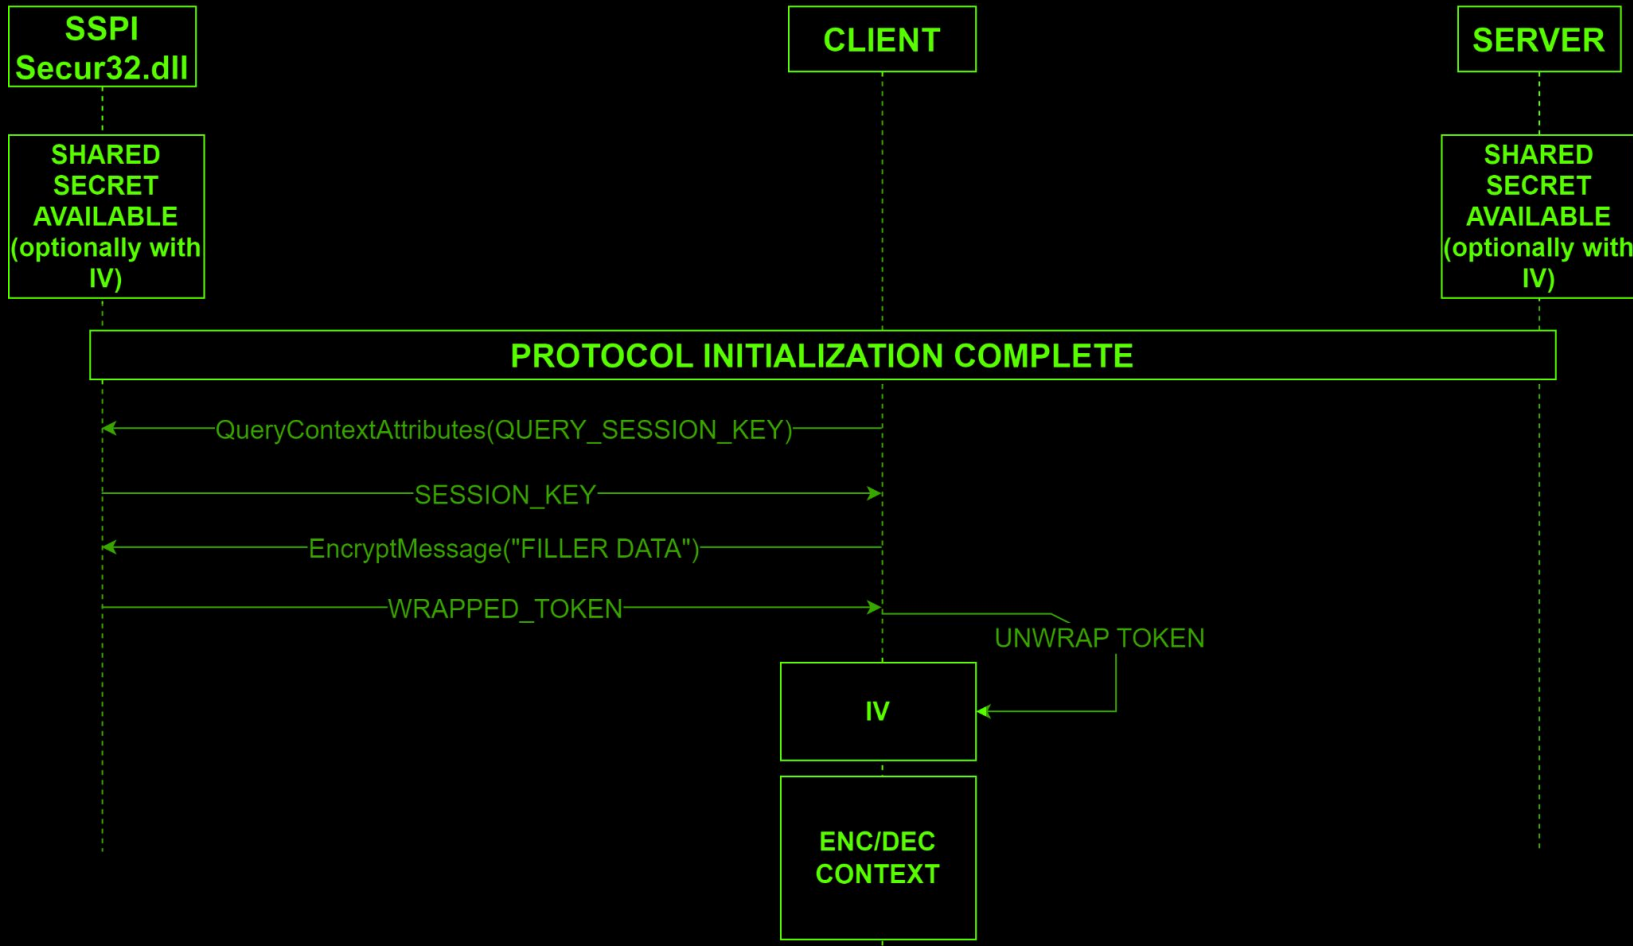 SSPI
Secur32.dll
CLIENT
SERVER
SHARED
SECRET
AVAILABLE
(optionally with
IV)
SHARED
SECRET
AVAILABLE
(optionally with
IV)
PROTOCOL INITIALIZATION COMPLETE
QueryContextAttributes(QUERY_SESSION_KEY)
SESSION_KEY
EncryptMessage("FILLER DATA")
WRAPPED_TOKEN
UNWRAP TOKEN
IV
ENC/DEC
CONTEXT